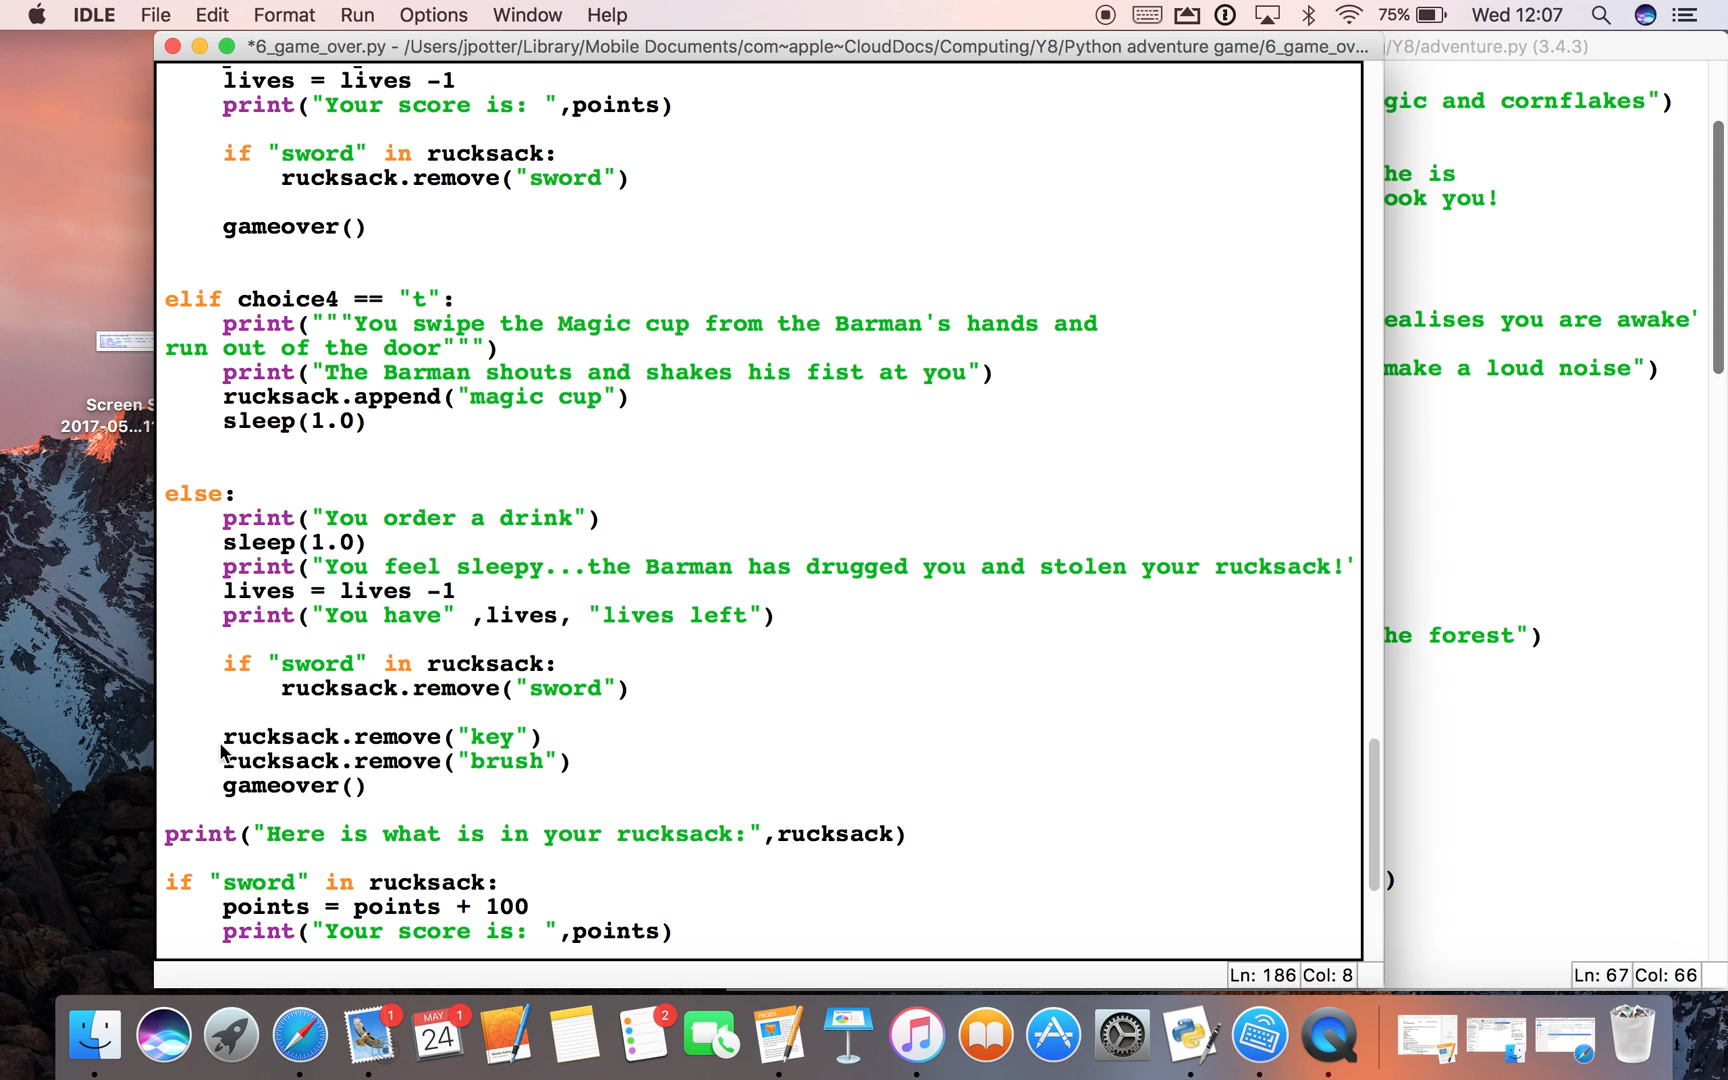 IDLE File Edit Format Run Options Window Help 75% Wed 12:07
*6_game_over.py - /Users/jpotter/Library/Mobile Documents/com~apple~CloudDocs/Computing/Y8/Python adventure game/6_game_ov...
/Y8/adventure.py (3.4.3)
lives = lives -1
print("Your score is: ",points)
if "sword" in rucksack:
rucksack.remove("sword")
gameover()
elif choice4 == "t":
print("""You swipe the Magic cup from the Barman's hands and
run out of the door""")
print("The Barman shouts and shakes his fist at you")
rucksack.append("magic cup")
sleep(1.0)
else:
print("You order a drink")
sleep(1.0)
print("You feel sleepy...the Barman has drugged you and stolen your rucksack!'
lives = lives -1
print("You have" ,lives, "lives left")
if "sword" in rucksack:
rucksack.remove("sword")
rucksack.remove("key")
rucksack.remove("brush")
gameover()
print("Here is what is in your rucksack:",rucksack)
if "sword" in rucksack:
points = points + 100
print("Your score is: ",points)
Ln: 186 Col: 8
gic and cornflakes")
he is
ook you!
ealises you are awake'
make a loud noise")
he forest")
)
Ln: 67 Col: 66
Screen S
2017-05...1
1
MAY
24
1
2
PAGES